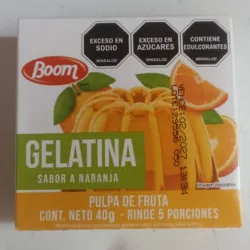 EXCESO EN
SODIO
MINSALUD
EXCESO EN
AZÚCARES
MINSALUD
CONTIENE
EDULCORANTES
MINSALUD
Boom
GELATINA
SABOR A NARANJA
PULPA DE FRUTA
CONT. NETO 40g - RINDE 5 PORCIONES